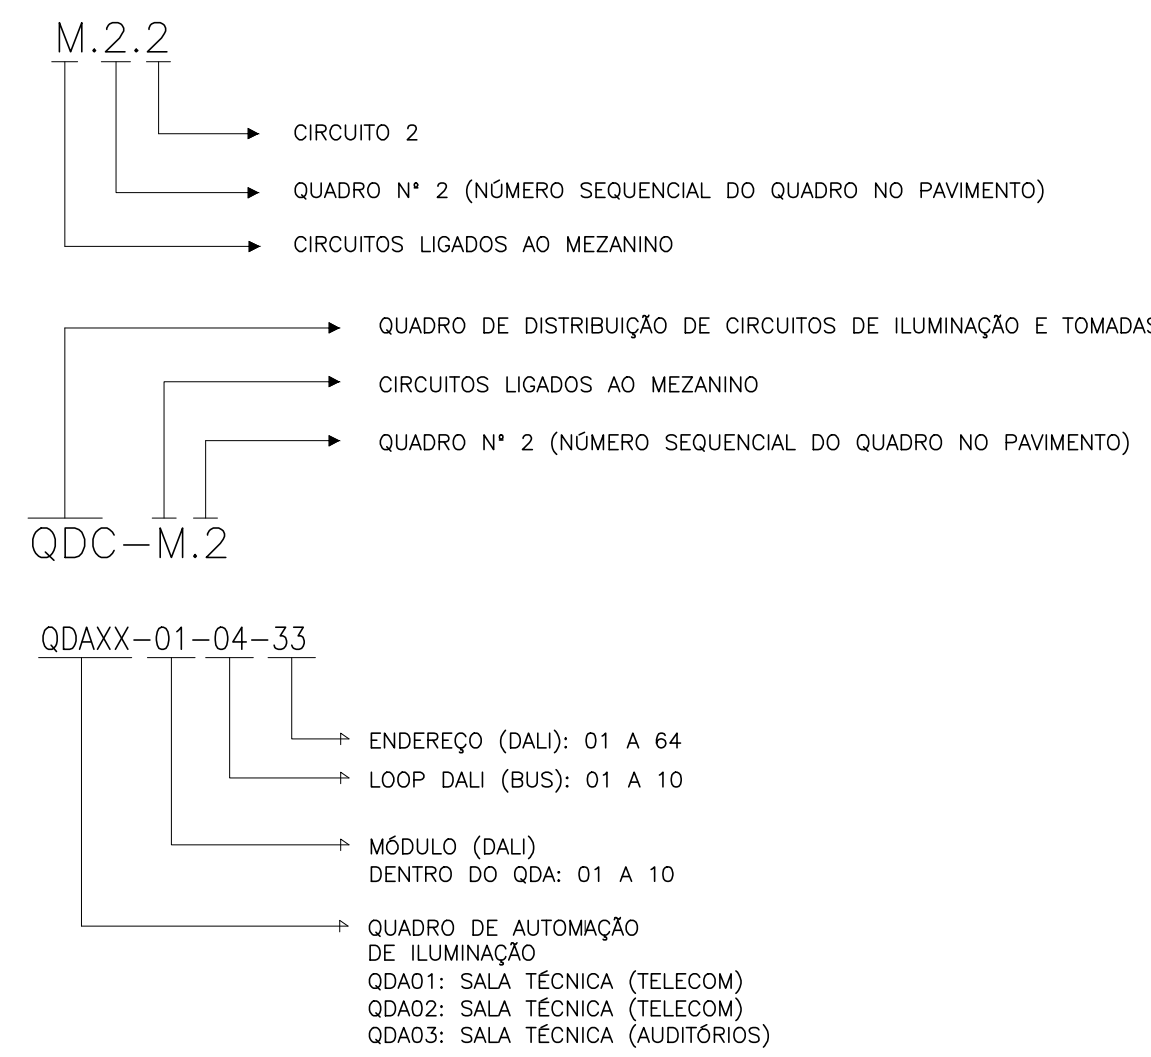 M.2.2
CIRCUITO 2
QUADRO Nº 2 (NÚMERO SEQUENCIAL DO QUADRO NO PAVIMENTO)
CIRCUITOS LIGADOS AO MEZANINO
QUADRO DE DISTRIBUIÇÃO DE CIRCUITOS DE ILUMINAÇÃO E TOMADAS
CIRCUITOS LIGADOS AO MEZANINO
QUADRO Nº 2 (NÚMERO SEQUENCIAL DO QUADRO NO PAVIMENTO)
QDC-M.2
QDAXX-01-04-33
ENDEREÇO (DALI): 01 A 64
LOOP DALI (BUS): 01 A 10
MÓDULO (DALI)
DENTRO DO QDA: 01 A 10
QUADRO DE AUTOMAÇÃO
DE ILUMINAÇÃO
QDA01: SALA TÉCNICA (TELECOM)
QDA02: SALA TÉCNICA (TELECOM)
QDA03: SALA TÉCNICA (AUDITÓRIOS)